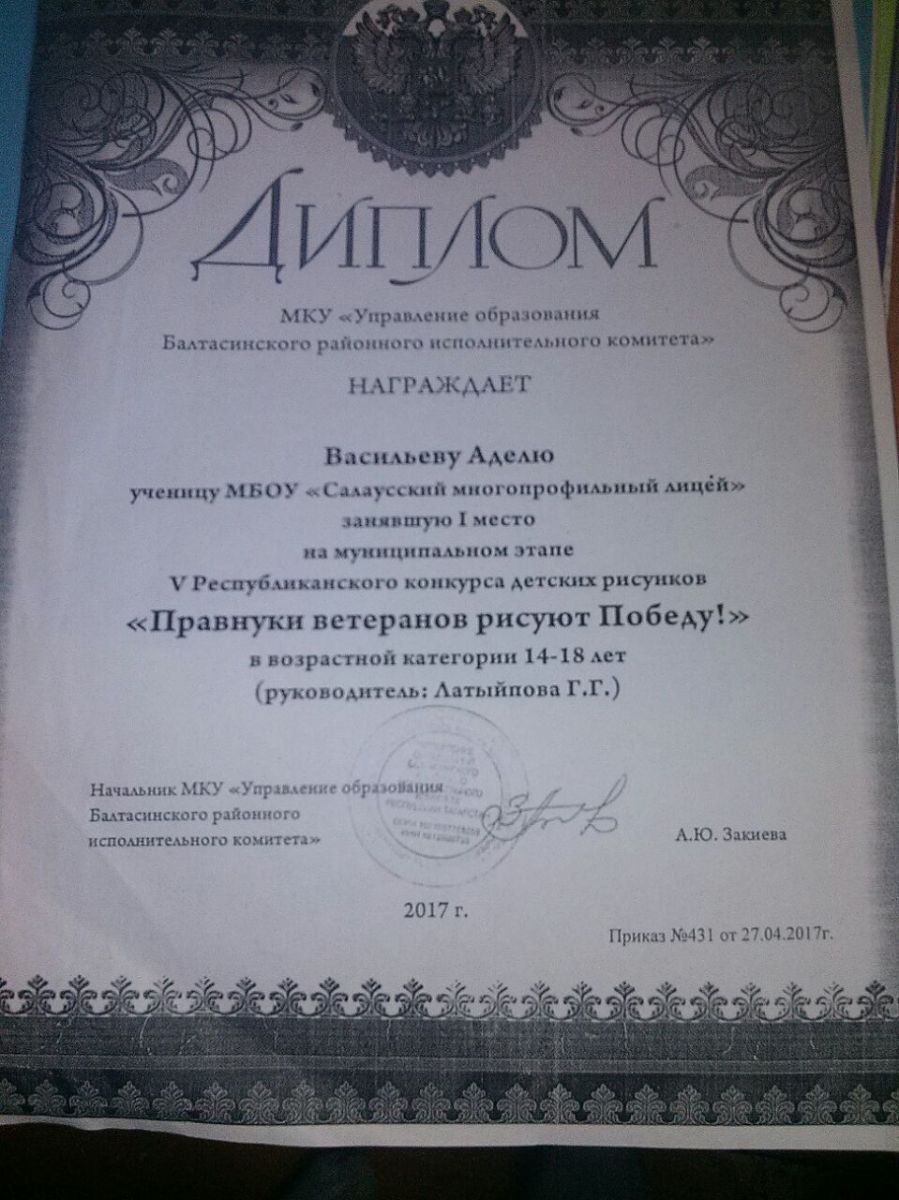 ДИПЛОМ
МКУ «Управление образования
Балтасинского районного исполнительного комитета»
НАГРАЖДАЕТ
Васильеву Аделю
ученицу МБОУ «Салаусский многопрофильный лицей»
занявшую I место
на муниципальном этапе
V Республиканского конкурса детских рисунков
«Правнуки ветеранов рисуют Победу!»
в возрастной категории 14-18 лет
(руководитель: Латыйпова Г.Г.)
Начальник МКУ «Управление образования
Балтасинского районного
исполнительного комитета»
А.Ю. Закиева
2017 г.
Приказ №431 от 27.04.2017г.